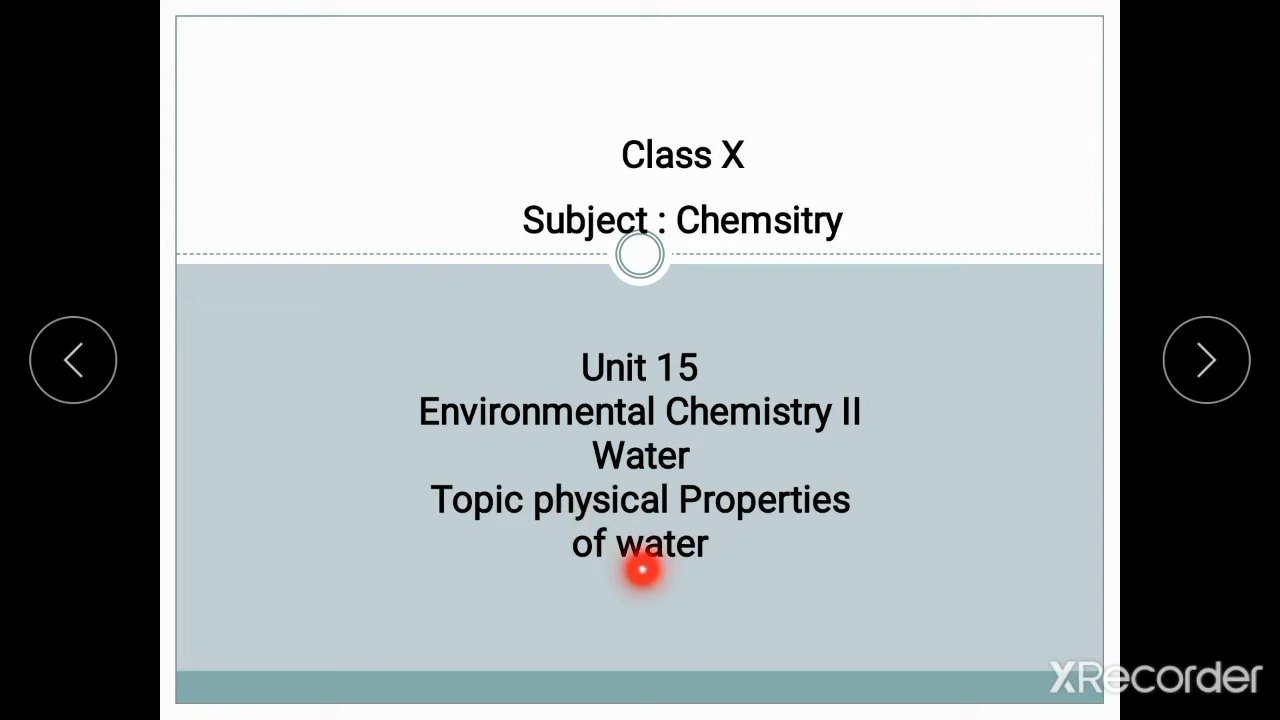 Class X
Subject : Chemsitry
Unit 15
Environmental Chemistry II
Water
Topic physical Properties
of water
XRecorder